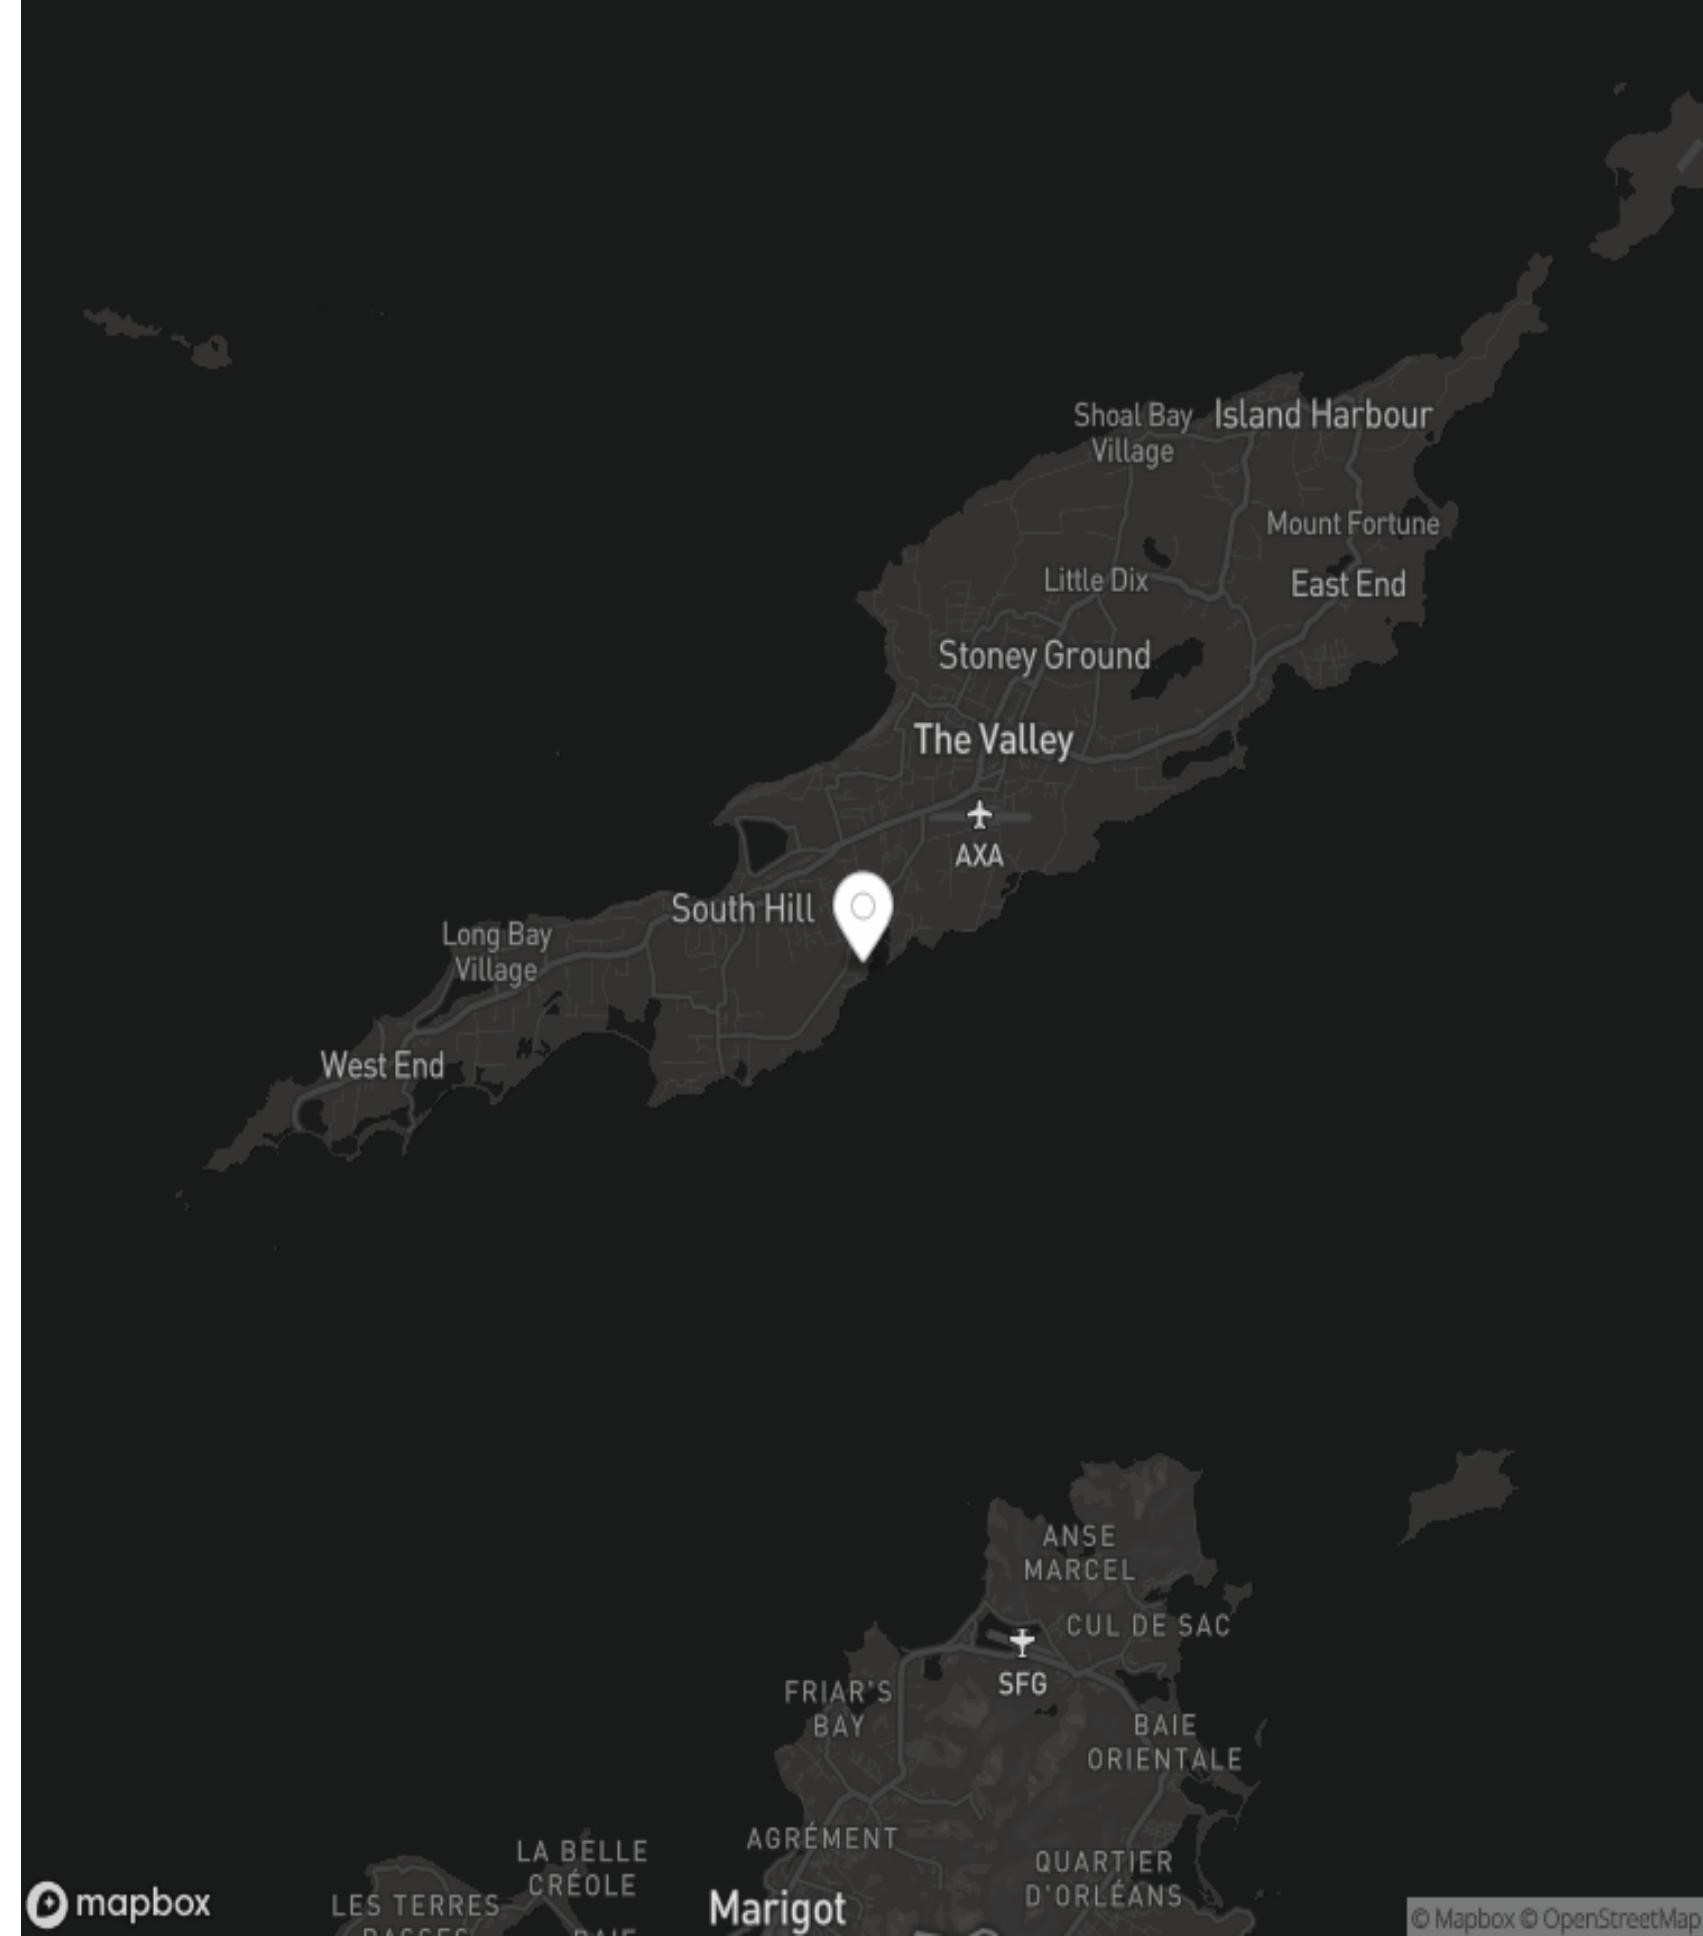 Shoal Bay
Village
Island Harbour
Mount Fortune
Little Dix
East End
Stoney Ground
The Valley
AXA
South Hill
Long Bay
Village
West End
ANSE
MARCEL
CUL DE SAC
SFG
FRIAR'S
BAY
BAIE
ORIENTALE
AGRÉMENT
LA BELLE
CRÉOLE
QUARTIER
D'ORLÉANS
LES TERRES
BASSES
BAIE
Marigot
mapbox
© Mapbox © OpenStreetMap